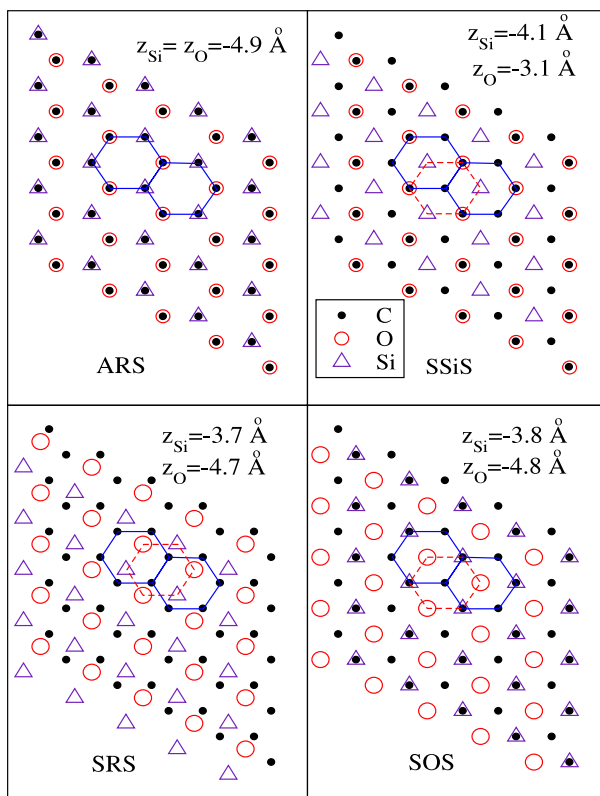 z_Si = z_O = -4.9 Å
ARS
z_Si=-4.1 Å
z_O=-3.1 Å
C
O
Si
SSiS
z_Si=-3.7 Å
z_O=-4.7 Å
SRS
z_Si=-3.8 Å
z_O=-4.8 Å
SOS